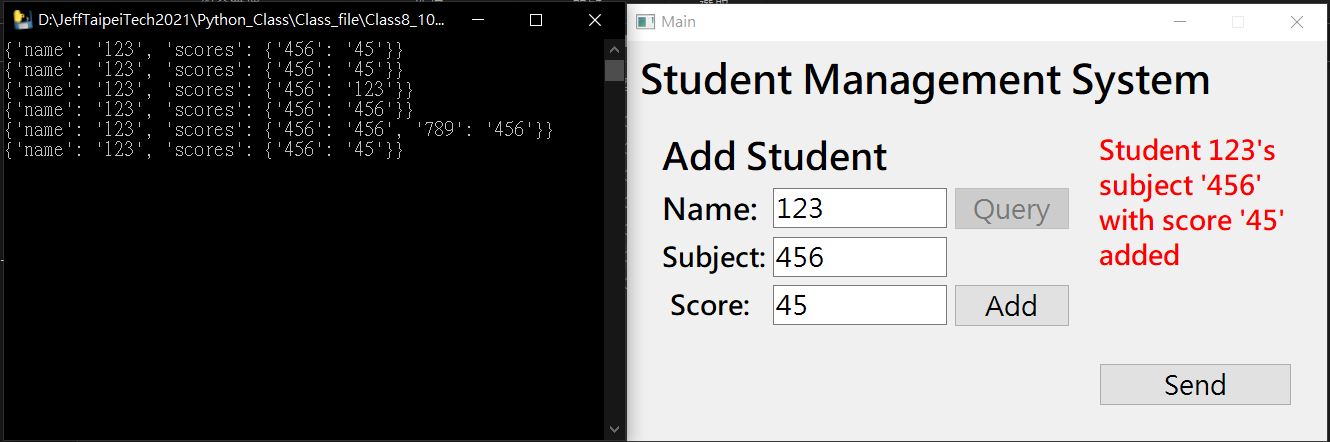 D:\JeffTaipeiTech2021\Python_Class\Class_file\Class8_10...
{'name': '123', 'scores': {'456': '45'}}
{'name': '123', 'scores': {'456': '45'}}
{'name': '123', 'scores': {'456': '123'}}
{'name': '123', 'scores': {'456': '456'}}
{'name': '123', 'scores': {'456': '456', '789': '456'}}
{'name': '123', 'scores': {'456': '45'}}
Main
Student Management System
Add Student
Name: 123 Query
Subject: 456
Score: 45 Add
Student 123's
subject '456'
with score '45'
added
Send